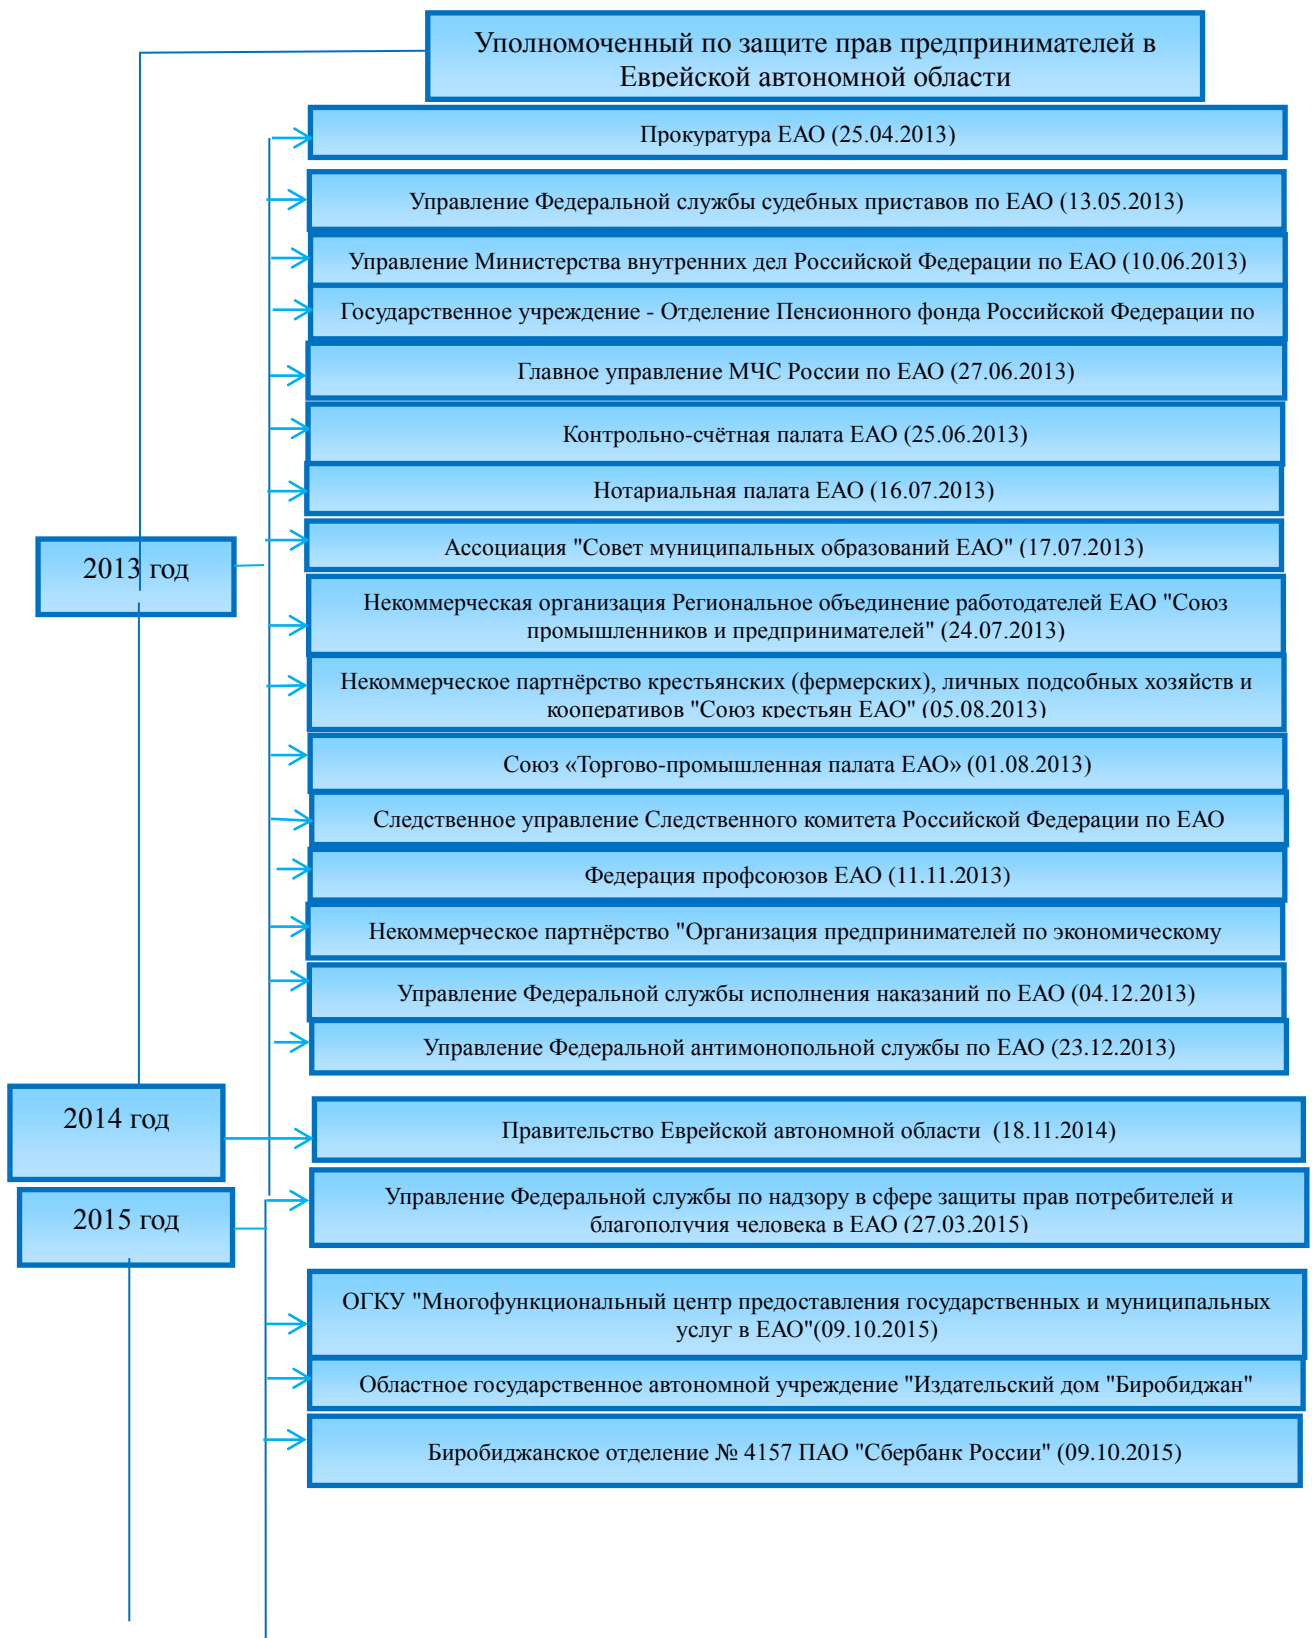 Уполномоченный по защите прав предпринимателей в
Еврейской автономной области
Прокуратура ЕАО (25.04.2013)
Управление Федеральной службы судебных приставов по ЕАО (13.05.2013)
Управление Министерства внутренних дел Российской Федерации по ЕАО (10.06.2013)
Государственное учреждение - Отделение Пенсионного фонда Российской Федерации по
Главное управление МЧС России по ЕАО (27.06.2013)
Контрольно-счётная палата ЕАО (25.06.2013)
Нотариальная палата ЕАО (16.07.2013)
Ассоциация "Совет муниципальных образований ЕАО" (17.07.2013)
2013 год
Некоммерческая организация Региональное объединение работодателей ЕАО "Союз
промышленников и предпринимателей" (24.07.2013)
Некоммерческое партнёрство крестьянских (фермерских), личных подсобных хозяйств и
кооперативов "Союз крестьян ЕАО" (05.08.2013)
Союз «Торгово-промышленная палата ЕАО» (01.08.2013)
Следственное управление Следственного комитета Российской Федерации по ЕАО
Федерация профсоюзов ЕАО (11.11.2013)
Некоммерческое партнёрство "Организация предпринимателей по экономическому
Управление Федеральной службы исполнения наказаний по ЕАО (04.12.2013)
Управление Федеральной антимонопольной службы по ЕАО (23.12.2013)
2014 год
Правительство Еврейской автономной области (18.11.2014)
2015 год
Управление Федеральной службы по надзору в сфере защиты прав потребителей и
благополучия человека в ЕАО (27.03.2015)
ОГКУ "Многофункциональный центр предоставления государственных и муниципальных
услуг в ЕАО"(09.10.2015)
Областное государственное автономной учреждение "Издательский дом "Биробиджан"
Биробиджанское отделение № 4157 ПАО "Сбербанк России" (09.10.2015)